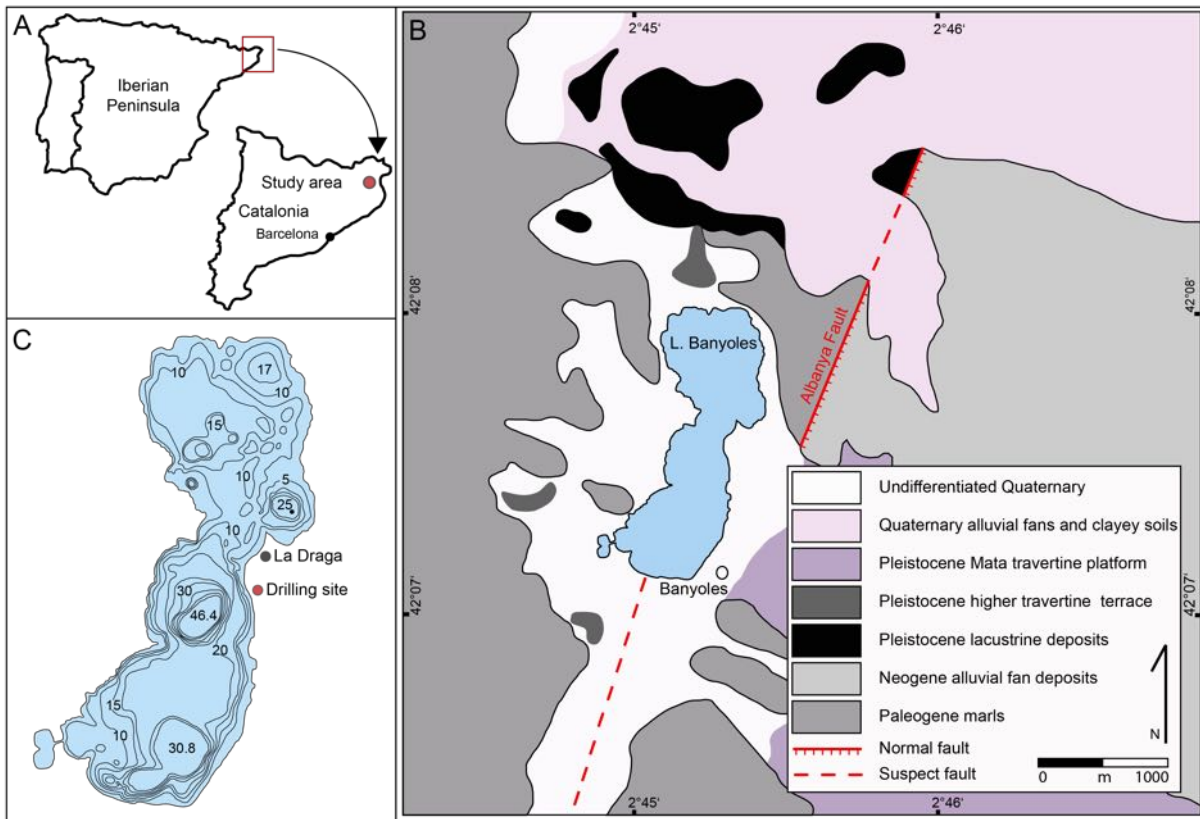 A
Iberian
Peninsula
Study area
Catalonia
Barcelona
C
10
17
10
15
10
5
25
10
La Draga
30
Drilling site
46.4
20
15
10
30.8
B
2°45'
2°46'
42°08'
42°08'
L. Banyoles
Albanya Fault
Banyoles
42°07'
42°07'
Undifferentiated Quaternary
Quaternary alluvial fans and clayey soils
Pleistocene Mata travertine platform
Pleistocene higher travertine terrace
Pleistocene lacustrine deposits
Neogene alluvial fan deposits
Paleogene marls
Normal fault
Suspect fault
N
0 m 1000
2°45'
2°46'